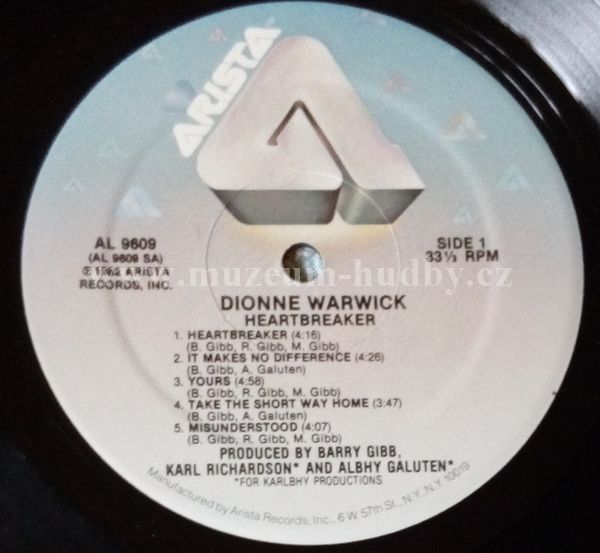 ARISTA
AL 9609
(AL 9609 SA)
℗ 1982 ARISTA
RECORDS, INC.
SIDE 1
33⅓ RPM
www.muzeum-hudby.cz
DIONNE WARWICK
HEARTBREAKER
1. HEARTBREAKER (4:16)
(B. Gibb, R. Gibb, M. Gibb)
2. IT MAKES NO DIFFERENCE (4:26)
(B. Gibb, A. Galuten)
3. YOURS (4:58)
(B. Gibb, R. Gibb, M. Gibb)
4. TAKE THE SHORT WAY HOME (3:47)
(B. Gibb, A. Galuten)
5. MISUNDERSTOOD (4:07)
(B. Gibb, R. Gibb, M. Gibb)
PRODUCED BY BARRY GIBB,
KARL RICHARDSON* AND ALBHY GALUTEN*
*FOR KARLBHY PRODUCTIONS
Manufactured by Arista Records, Inc., 6 W. 57th St., N.Y., N.Y. 10019